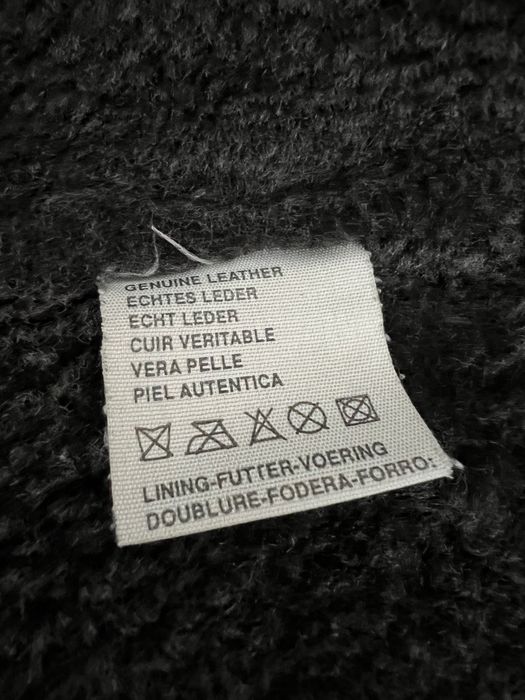 GENUINE LEATHER
ECHTES LEDER
ECHT LEDER
CUIR VERITABLE
VERA PELLE
PIEL AUTENTICA
LINING-FUTTER-VOERING
DOUBLURE-FODERA-FORRO: